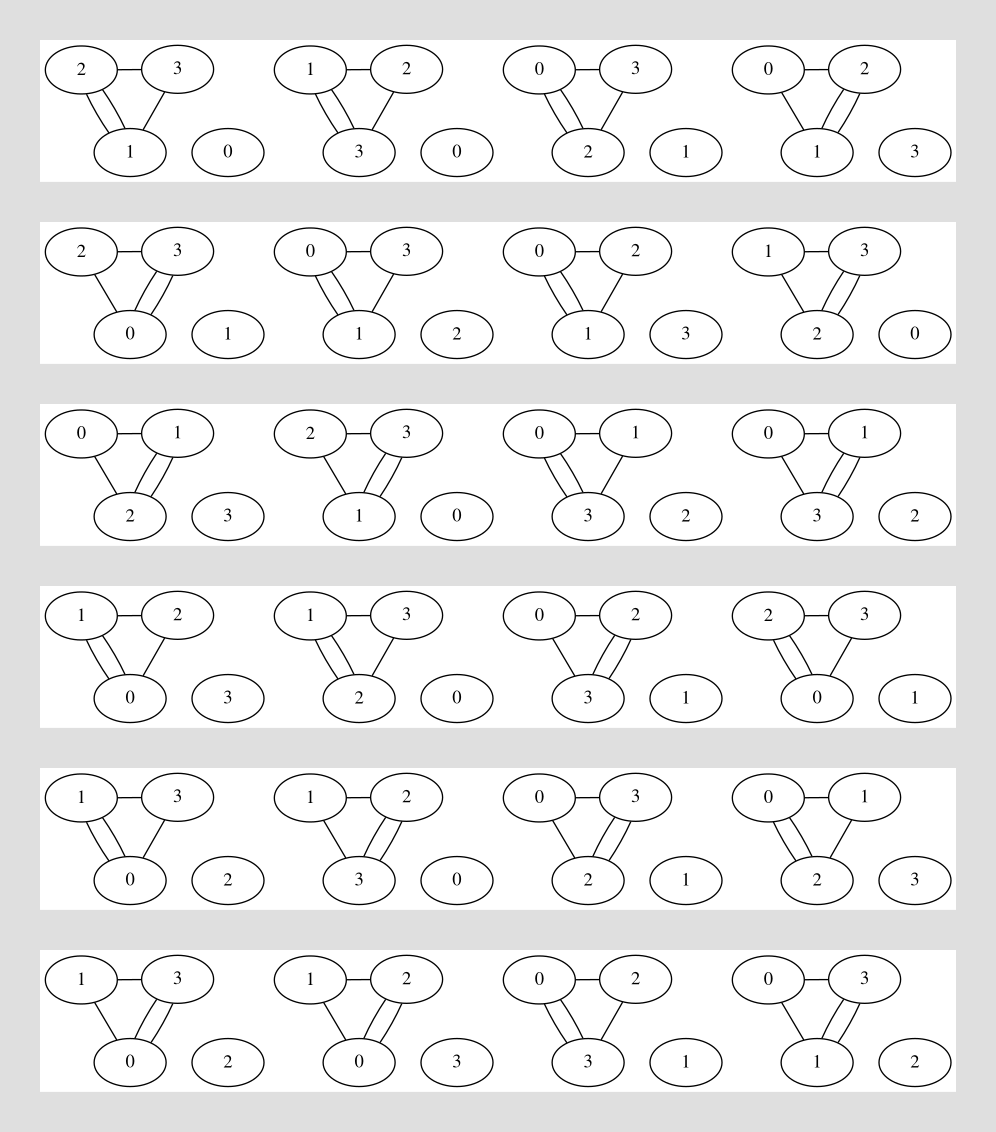 2 3 1 2 0 3 0 2
1 0 3 0 2 1 1 3
2 3 0 3 0 2 1 3
0 1 1 2 1 3 2 0
0 1 2 3 0 1 0 1
2 3 1 0 3 2 3 2
1 2 1 3 0 2 2 3
0 3 2 0 3 1 0 1
1 3 1 2 0 3 0 1
0 2 3 0 2 1 2 3
1 3 1 2 0 2 0 3
0 2 0 3 3 1 1 2